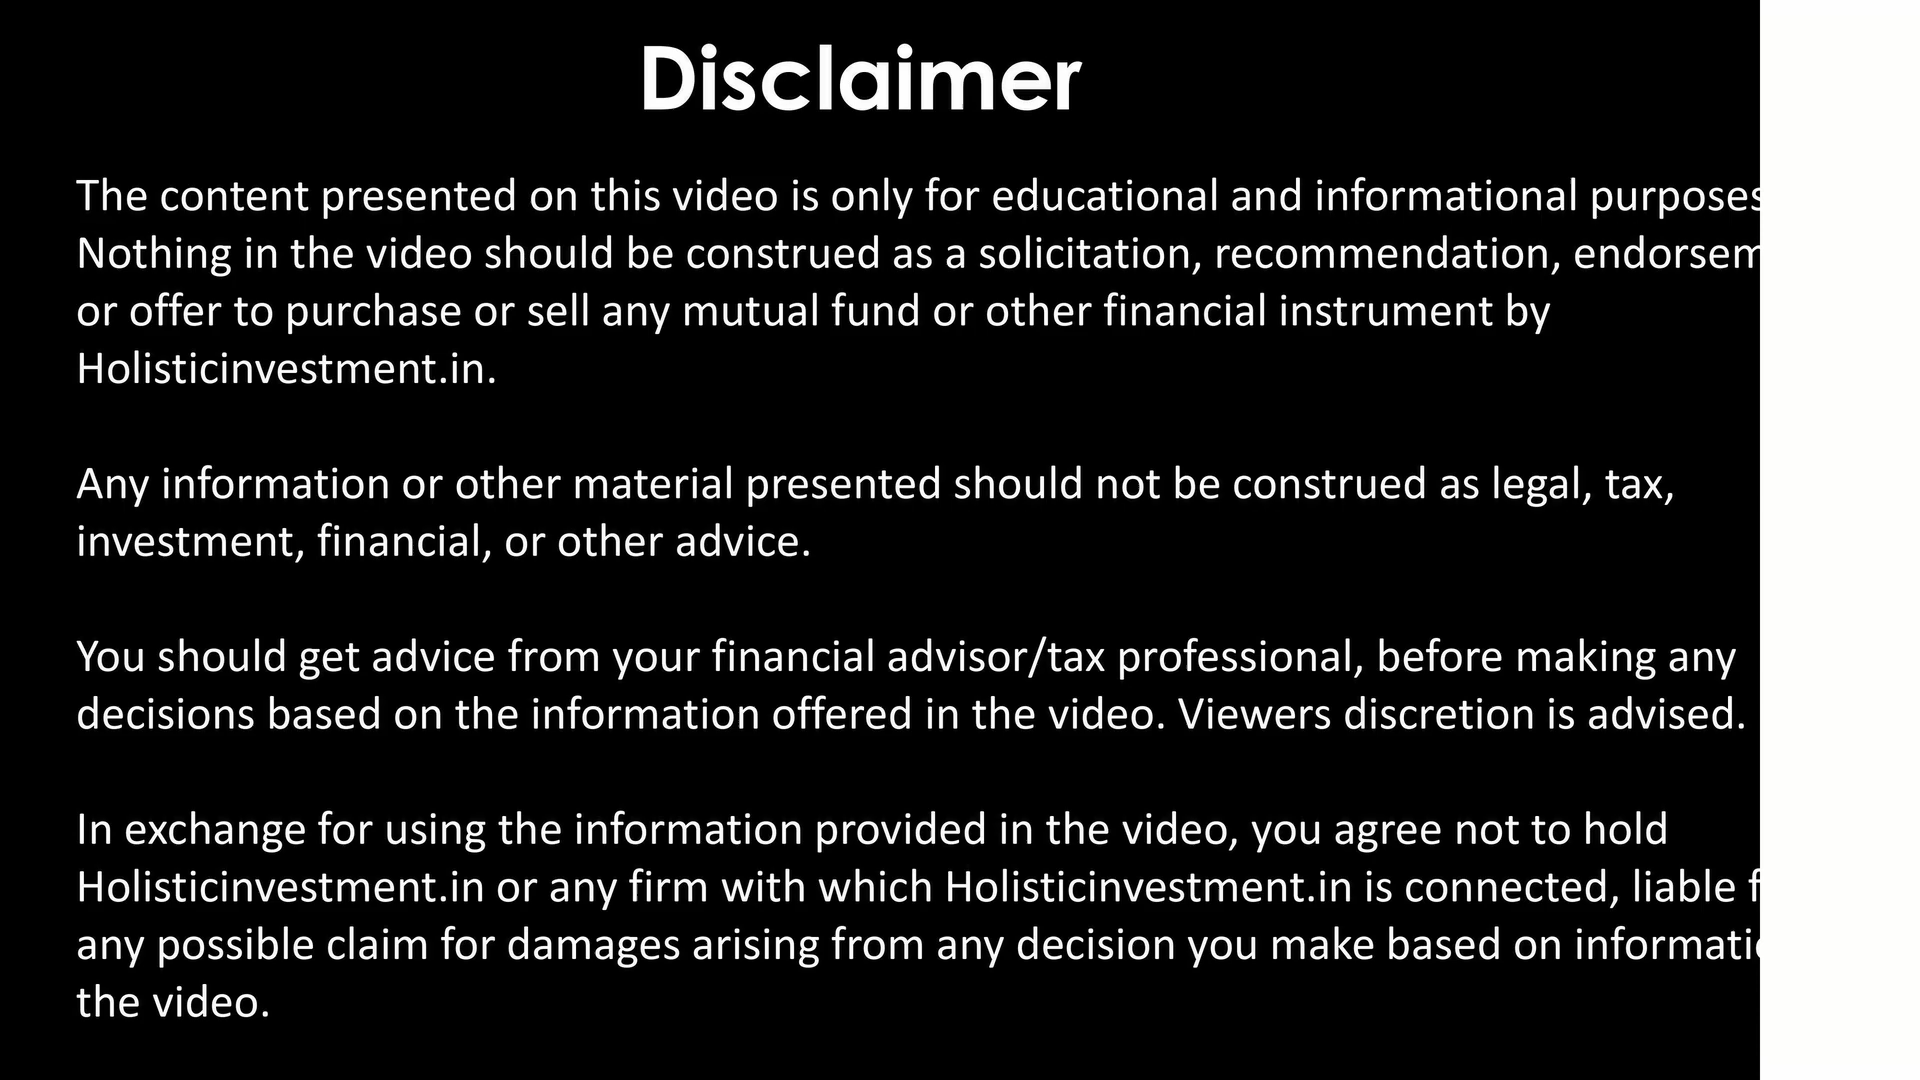 Disclaimer
The content presented on this video is only for educational and informational purposes
Nothing in the video should be construed as a solicitation, recommendation,
or offer to purchase or sell any mutual fund or other financial instrument by
Holisticinvestment.in.
Any information or other material presented should not be construed as legal, tax,
investment, financial, or other advice.
You should get advice from your financial advisor/tax professional, before making any
decisions based on the information offered in the video. Viewers discretion is advised.
In exchange for using the information provided in the video, you agree not to hold
Holisticinvestment.in or any firm with which Holisticinvestment.in is connected, liable
any possible claim for damages arising from any decision you make based on
the video.